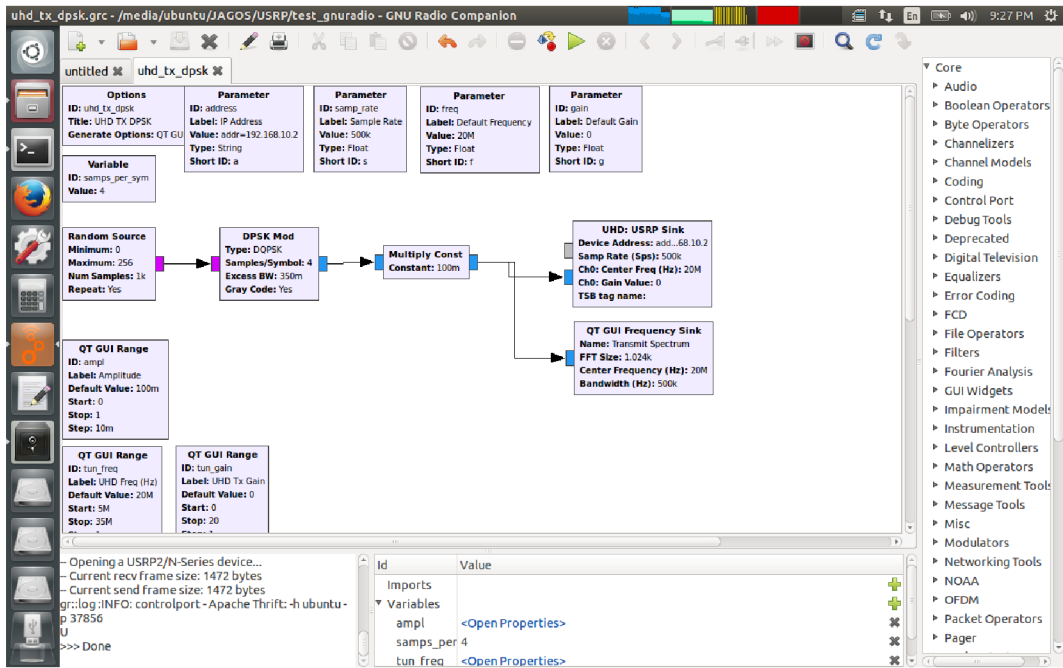 uhd_tx_dpsk.grc - /media/ubuntu/JAGOS/USRP/test_gnuradio - GNU Radio Companion
En
9:27 PM
untitled
uhd_tx_dpsk
Options
ID: uhd_tx_dpsk
Title: UHD TX DPSK
Generate Options: QT GUI
Parameter
ID: address
Label: IP Address
Value: addr=192.168.10.2
Type: String
Short ID: a
Parameter
ID: samp_rate
Label: Sample Rate
Value: 500k
Type: Float
Short ID: s
Parameter
ID: freq
Label: Default Frequency
Value: 20M
Type: Float
Short ID: f
Parameter
ID: gain
Label: Default Gain
Value: 0
Type: Float
Short ID: g
Variable
ID: samps_per_sym
Value: 4
Random Source
Minimum: 0
Maximum: 256
Num Samples: 1k
Repeat: Yes
DPSK Mod
Type: DQPSK
Samples/Symbol: 4
Excess BW: 350m
Gray Code: Yes
Multiply Const
Constant: 100m
UHD: USRP Sink
Device Address: add...68.10.2
Samp Rate (Sps): 500k
Ch0: Center Freq (Hz): 20M
Ch0: Gain Value: 0
TSB tag name:
QT GUI Frequency Sink
Name: Transmit Spectrum
FFT Size: 1.024k
Center Frequency (Hz): 20M
Bandwidth (Hz): 500k
QT GUI Range
ID: ampl
Label: Amplitude
Default Value: 100m
Start: 0
Stop: 1
Step: 10m
QT GUI Range
ID: tun_freq
Label: UHD Freq (Hz)
Default Value: 20M
Start: 5M
Stop: 35M
QT GUI Range
ID: tun_gain
Label: UHD Tx Gain
Default Value: 0
Start: 0
Stop: 20
Core
Audio
Boolean Operators
Byte Operators
Channelizers
Channel Models
Coding
Control Port
Debug Tools
Deprecated
Digital Television
Equalizers
Error Coding
FCD
File Operators
Filters
Fourier Analysis
GUI Widgets
Impairment Models
Instrumentation
Level Controllers
Math Operators
Measurement Tools
Message Tools
Misc
Modulators
Networking Tools
NOAA
OFDM
Packet Operators
Pager
-- Opening a USRP2/N-Series device...
-- Current recv frame size: 1472 bytes
-- Current send frame size: 1472 bytes
gr::log :INFO: controlport - Apache Thrift: -h ubuntu -
p 37856
U
>>> Done
Id Value
Imports
Variables
ampl <Open Properties>
samps_per 4
tun_freq <Open Properties>